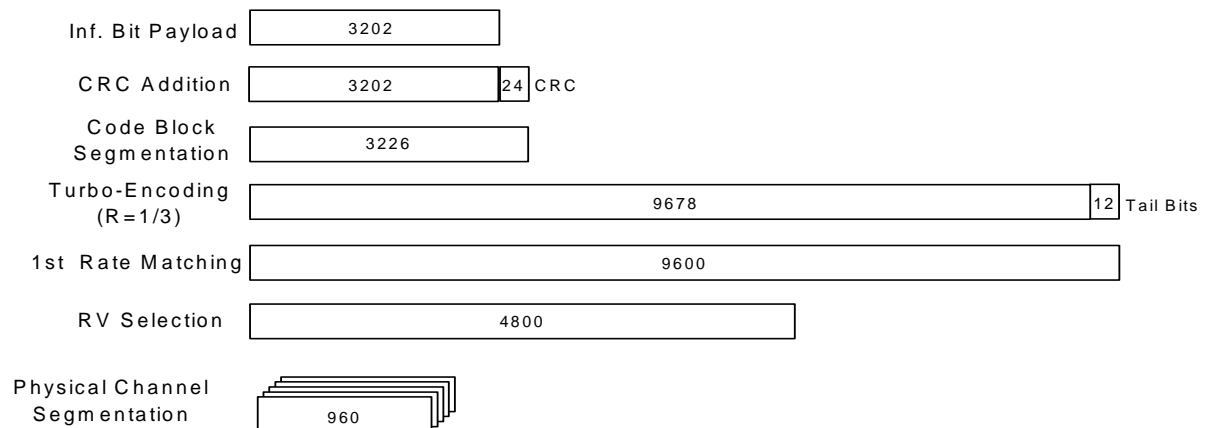 Inf. Bit Payload 3202
CRC Addition 3202 24 CRC
Code Block
Segmentation 3226
Turbo-Encoding
(R=1/3) 9678 12 Tail Bits
1st Rate Matching 9600
RV Selection 4800
Physical Channel
Segmentation 960